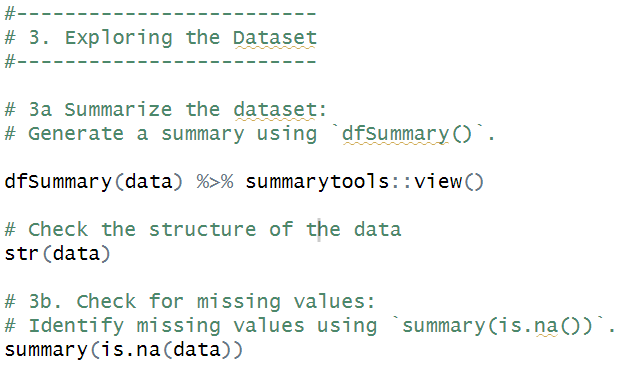 #-------------------------
# 3. Exploring the Dataset
#-------------------------
# 3a Summarize the dataset:
# Generate a summary using `dfSummary()`.
dfSummary(data) %>% summarytools::view()
# Check the structure of the data
str(data)
# 3b. Check for missing values:
# Identify missing values using `summary(is.na())`.
summary(is.na(data))